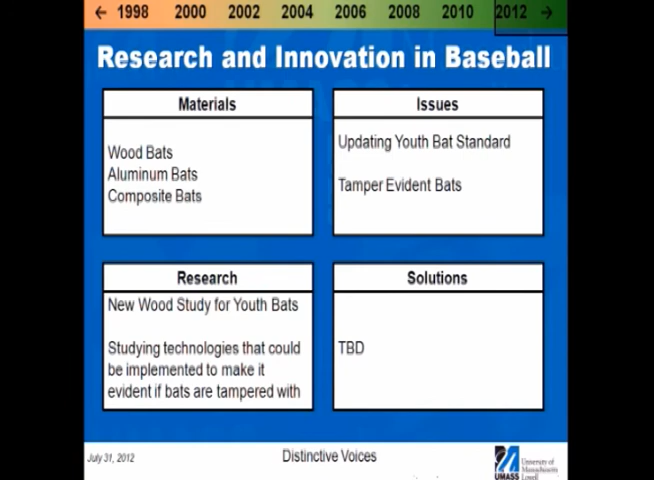 ← 1998 2000 2002 2004 2006 2008 2010 2012 →
Research and Innovation in Baseball
Materials
Wood Bats
Aluminum Bats
Composite Bats
Issues
Updating Youth Bat Standard
Tamper Evident Bats
Research
New Wood Study for Youth Bats
Studying technologies that could
be implemented to make it
evident if bats are tampered with
Solutions
TBD
July 31, 2012
Distinctive Voices
UMASS
University of
Massachusetts
Lowell